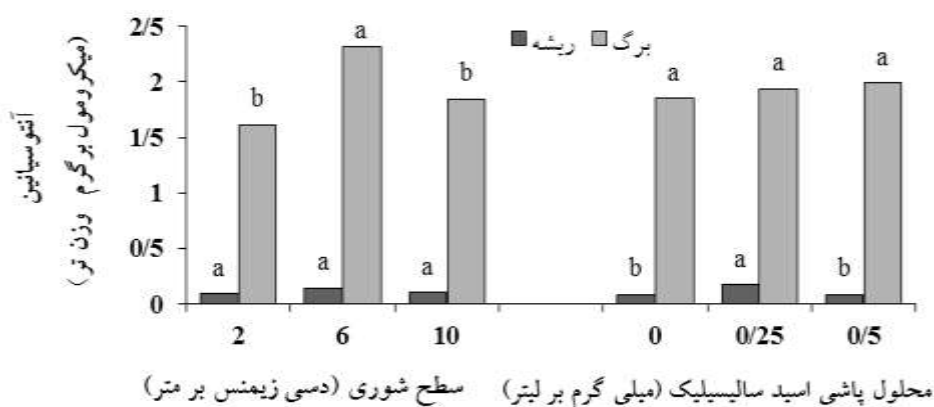 آنتوسیانین
(میکرومول بر گرم وزن تر)
2/5
2
1/5
1
0/5
0
ریشه برگ
b a b a a a
a a a b a b
2 6 10 0 0/25 0/5
سطح شوری (دسی زیمنس بر متر)
محلول پاشی اسید سالیسیلیک (میلی گرم بر لیتر)